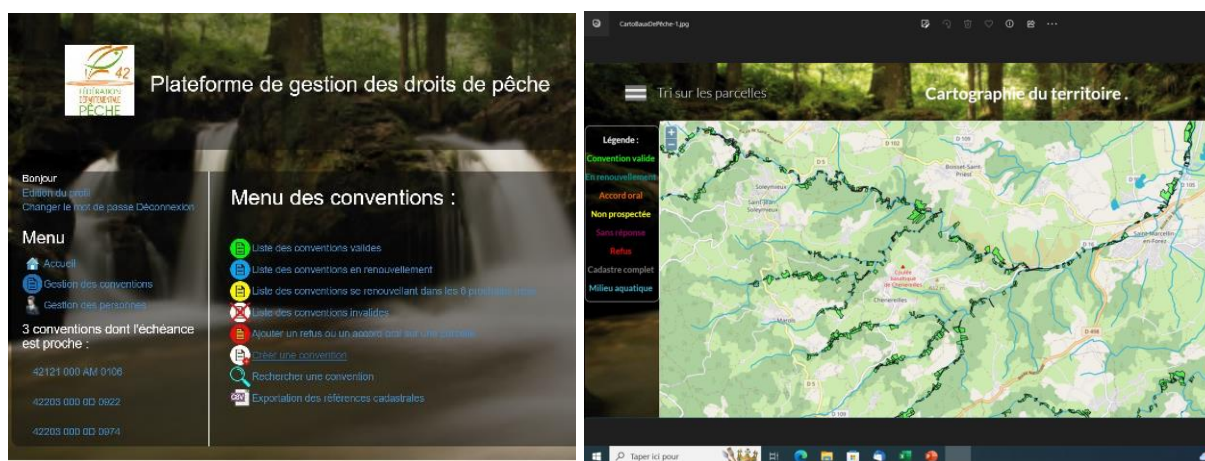 42
FÉDÉRATION
DÉPARTEMENTALE
PÊCHE
Plateforme de gestion des droits de pêche
Bonjour
Edition du profil
Changer le mot de passe Déconnexion
Menu
Accueil
Gestion des conventions
Gestion des personnes
3 conventions dont l'échéance
est proche :
42121 000 AM 0106
42203 000 0D 0922
42203 000 0D 0974
Menu des conventions :
Liste des conventions valides
Liste des conventions en renouvellement
Liste des conventions se renouvellant dans les 6
Liste des conventions invalides
Ajouter un refus ou un accord oral sur une parcelle
Créer une convention
Rechercher une convention
CSV Exportation des références cadastrales
CartoBauxDePêche-1.jpg
Tri sur les parcelles
Cartographie du territoire .
Légende :
Convention valide
En renouvellement
Accord oral
Non prospectée
Sans réponse
Refus
Cadastre complet
Milieu aquatique
+
-
D 102
D 108
D 5
Boisset-Saint-
Priest
Soleymieux
Saint-Jean-
Soleymieux
D 105
Saint-Marcellin-
en-Forez
D 16
Chenereilles
Marols
D 498
D 5
D 109
Taper ici pour